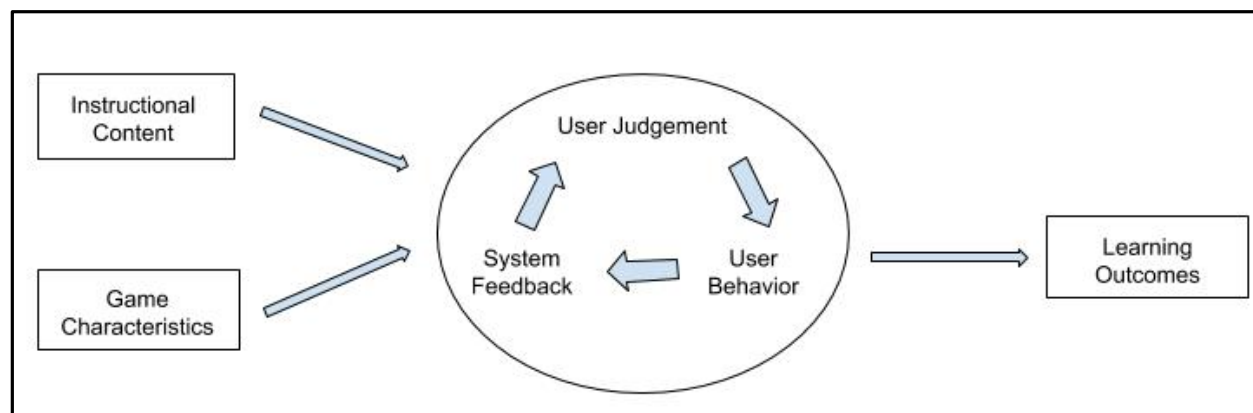 Instructional
Content
Game
Characteristics
User Judgement
System
Feedback
User
Behavior
Learning
Outcomes